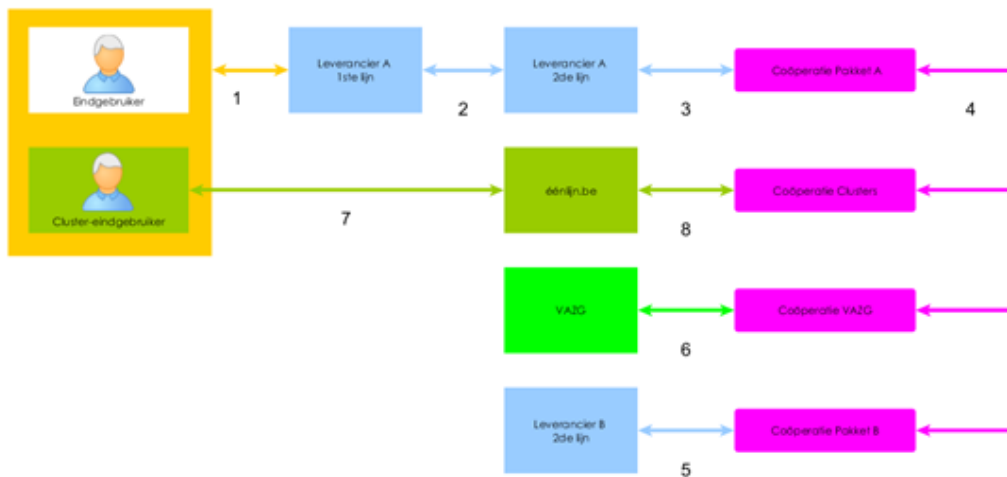 Eindgebruiker
1
Leverancier A
1ste lijn
2
Leverancier A
2de lijn
3
Coöperatie Pakket A
4
Cluster-eindgebruiker
7
éénlijn.be
8
Coöperatie Clusters
VAZG
6
Coöperatie VAZG
Leverancier B
2de lijn
5
Coöperatie Pakket B